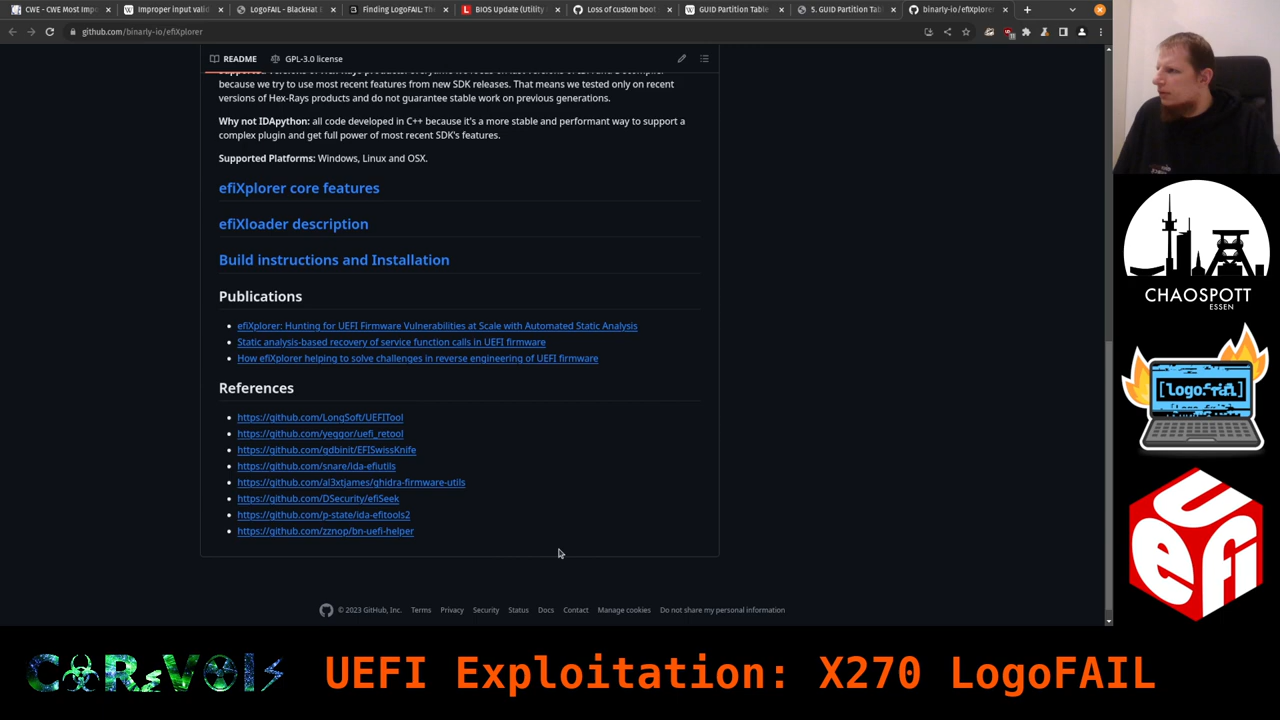 CWE - CWE Most Imp
Improper input valid
LogoFAIL - BlackHat
Finding LogoFAIL: Th
BIOS Update (Utility
Loss of custom boot
GUID Partition Table
5. GUID Partition Tab
binarly-io/efiXplorer
github.com/binarly-io/efiXplorer
README
GPL-3.0 license
because we try to use most recent features from new SDK releases. That means we tested only on recent
versions of Hex-Rays products and do not guarantee stable work on previous generations.
Why not IDApython: all code developed in C++ because it's a more stable and performant way to support a
complex plugin and get full power of most recent SDK's features.
Supported Platforms: Windows, Linux and OSX.
efiXplorer core features
efiXloader description
Build instructions and Installation
Publications
efiXplorer: Hunting for UEFI Firmware Vulnerabilities at Scale with Automated Static Analysis
Static analysis-based recovery of service function calls in UEFI firmware
How efiXplorer helping to solve challenges in reverse engineering of UEFI firmware
References
https://github.com/LongSoft/UEFITool
https://github.com/yeggor/uefi_retool
https://github.com/gdbinit/EFISwissKnife
https://github.com/snare/ida-efiutils
https://github.com/al3xtjames/ghidra-firmware-utils
https://github.com/DSecurity/efiSeek
https://github.com/p-state/ida-efitools2
https://github.com/zznop/bn-uefi-helper
© 2023 GitHub, Inc. Terms Privacy Security Status Docs Contact Manage cookies Do not share my personal information
CHAOSPOTT
ESSEN
[logofail]
UEFI
UEFI Exploitation: X270 LogoFAIL